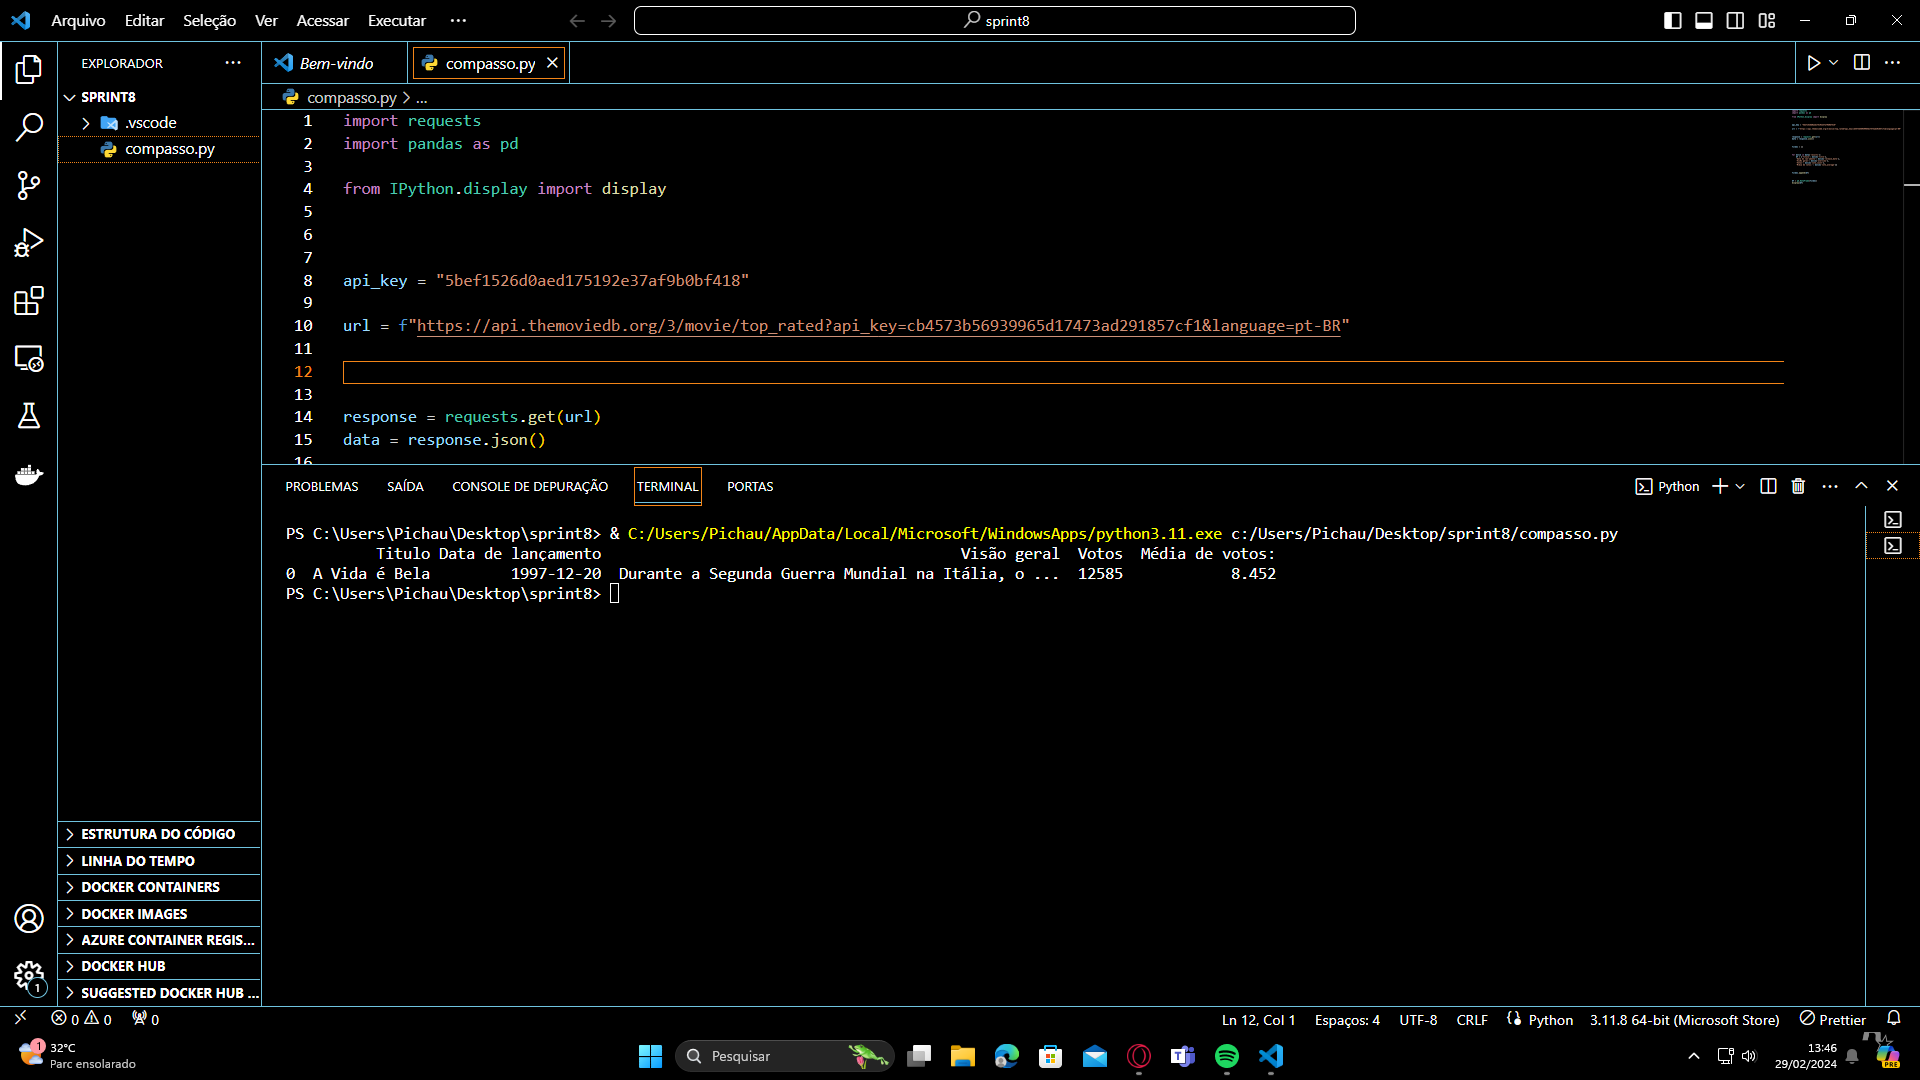 Arquivo Editar Seleção Ver Acessar Executar ···
sprint8
EXPLORADOR ···
SPRINT8
.vscode
compasso.py
ESTRUTURA DO CÓDIGO
LINHA DO TEMPO
DOCKER CONTAINERS
DOCKER IMAGES
AZURE CONTAINER REGIS...
DOCKER HUB
SUGGESTED DOCKER HUB ...
Bem-vindo compasso.py
compasso.py > ...
1 import requests
2 import pandas as pd
3
4 from IPython.display import display
5
6
7
8 api_key = "5bef1526d0aed175192e37af9b0bf418"
9
10 url = f"https://api.themoviedb.org/3/movie/top_rated?api_key=cb4573b56939965d17473ad291857cf1&language=pt-BR"
11
12
13
14 response = requests.get(url)
15 data = response.json()
16
PROBLEMAS SAÍDA CONSOLE DE DEPURAÇÃO TERMINAL PORTAS Python
PS C:\Users\Pichau\Desktop\sprint8> & C:/Users/Pichau/AppData/Local/Microsoft/WindowsApps/python3.11.exe c:/Users/Pichau/Desktop/sprint8/compasso.py
Titulo Data de lançamento Visão geral Votos Média de votos:
0 A Vida é Bela 1997-12-20 Durante a Segunda Guerra Mundial na Itália, o ... 12585 8.452
PS C:\Users\Pichau\Desktop\sprint8>
1
0 0 0 Ln 12, Col 1 Espaços: 4 UTF-8 CRLF Python 3.11.8 64-bit (Microsoft Store) Prettier
1
32°C
Parc ensolarado
Pesquisar
13:46
29/02/2024
PRE